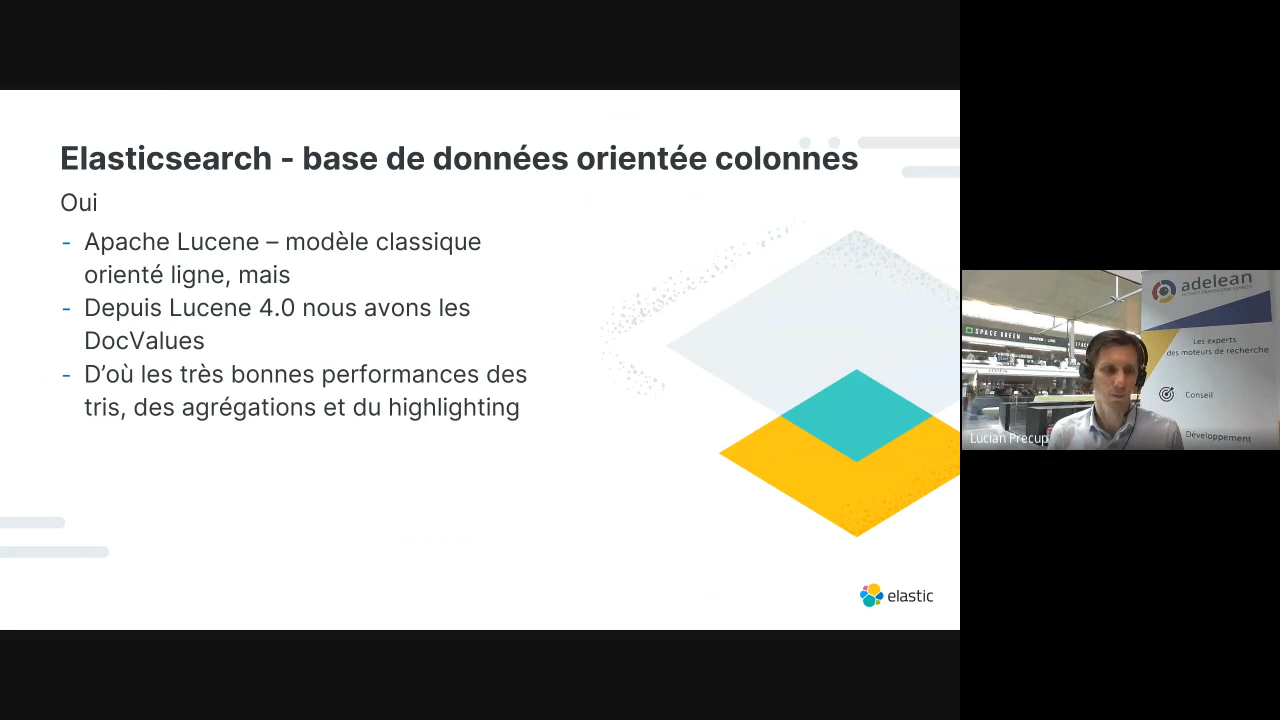 Elasticsearch - base de données orientée colonnes
Oui
- Apache Lucene – modèle classique
orienté ligne, mais
- Depuis Lucene 4.0 nous avons les
DocValues
- D’où les très bonnes performances des
tris, des agrégations et du highlighting
elastic
adelean
Les experts
des moteurs de recherche
SPACE GREEN
Conseil
Développement
Lucian Precup